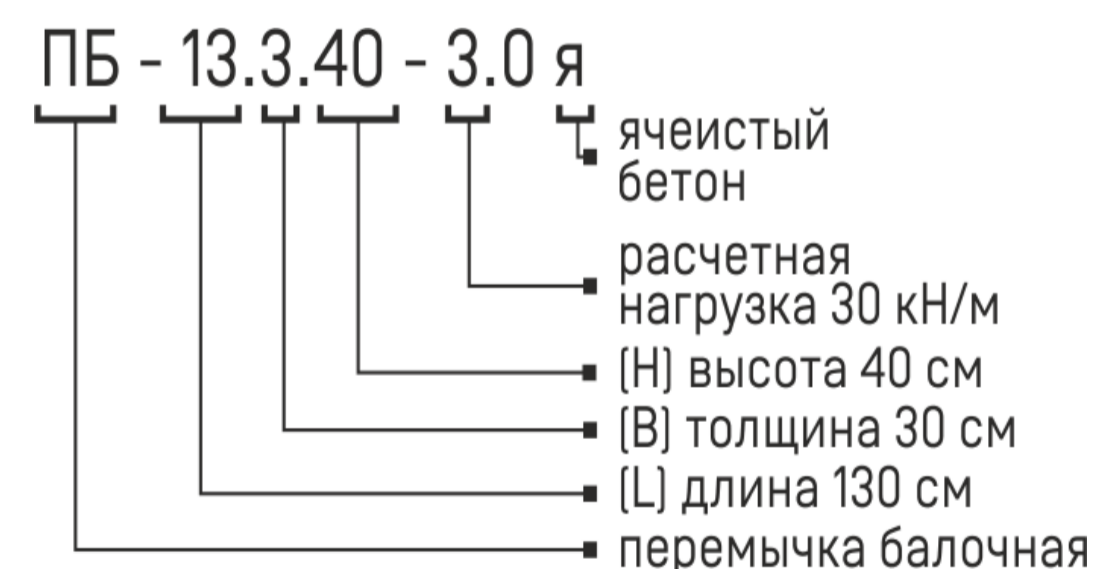 ПБ - 13.3.40 - 3.0 я
ячеистый
бетон
расчетная
нагрузка 30 кН/м
(H) высота 40 см
(B) толщина 30 см
(L) длина 130 см
перемычка балочная